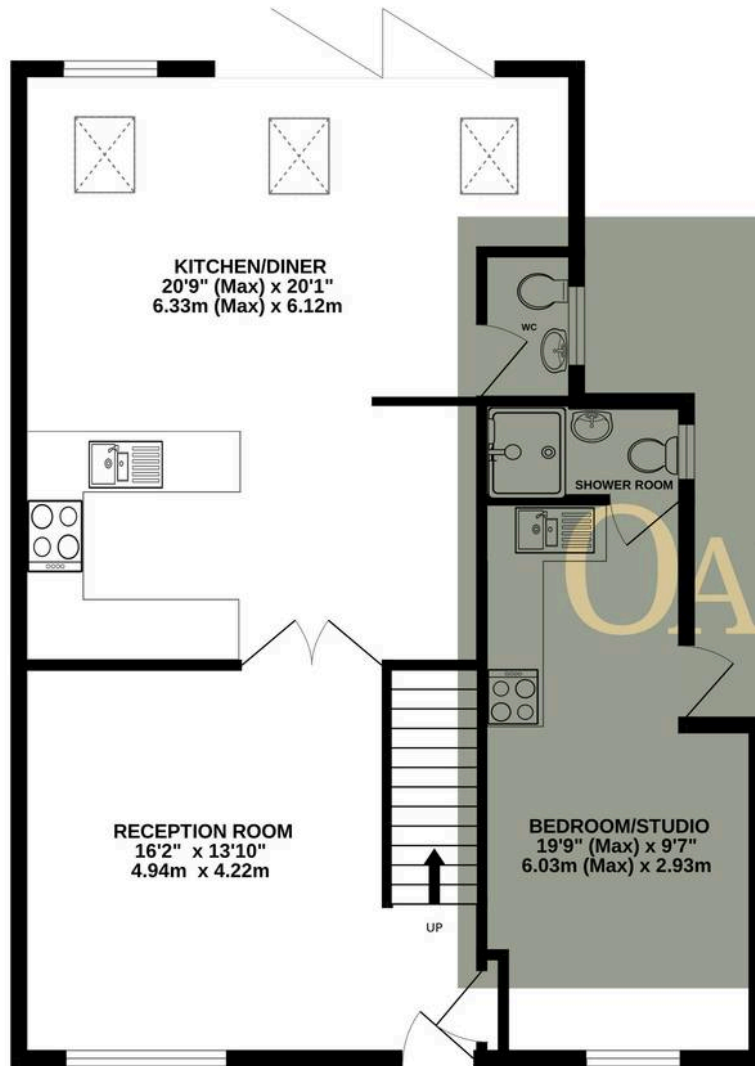 KITCHEN/DINER
20'9" (Max) x 20'1"
6.33m (Max) x 6.12m
WC
SHOWER ROOM
OA
RECEPTION ROOM
16'2" x 13'10"
4.94m x 4.22m
BEDROOM/STUDIO
19'9" (Max) x 9'7"
6.03m (Max) x 2.93m
UP